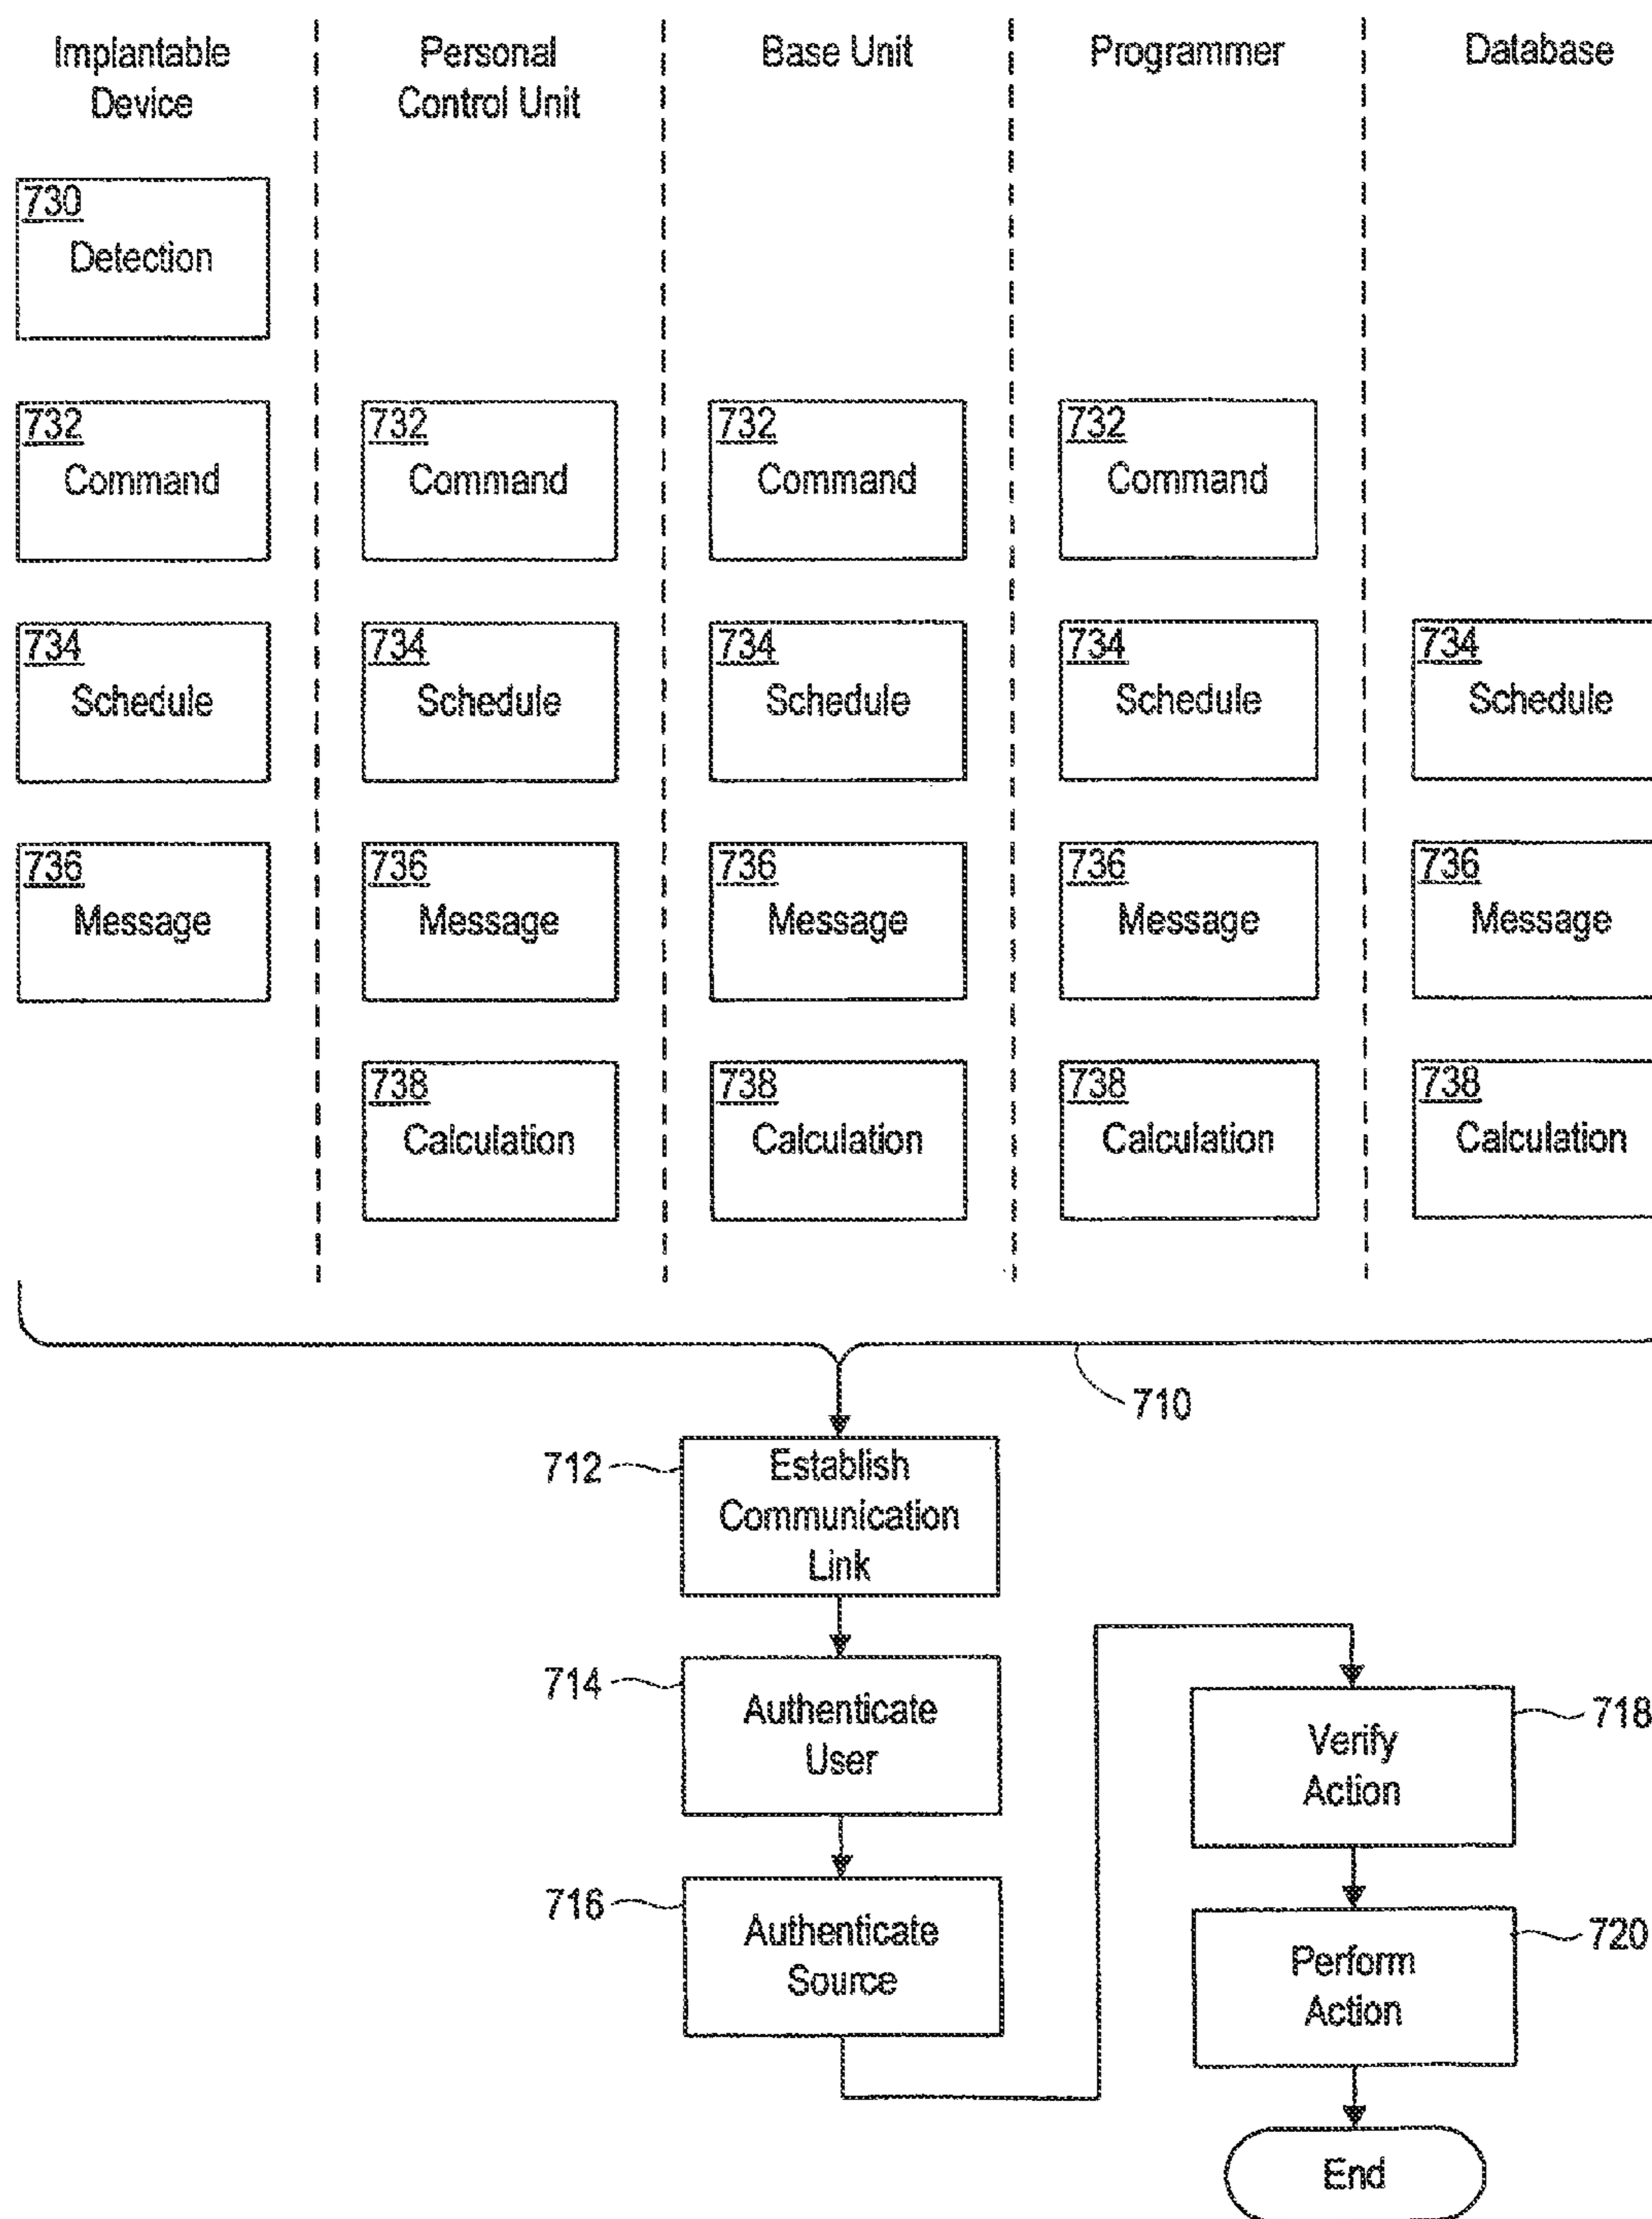 Implantable
Device
Personal
Control Unit
Base Unit
Programmer
Database
730
Detection
732
Command
732
Command
732
Command
732
Command
734
Schedule
734
Schedule
734
Schedule
734
Schedule
734
Schedule
736
Message
736
Message
736
Message
736
Message
736
Message
738
Calculation
738
Calculation
738
Calculation
738
Calculation
710
712
Establish
Communication
Link
714
Authenticate
User
716
Authenticate
Source
718
Verify
Action
720
Perform
Action
End